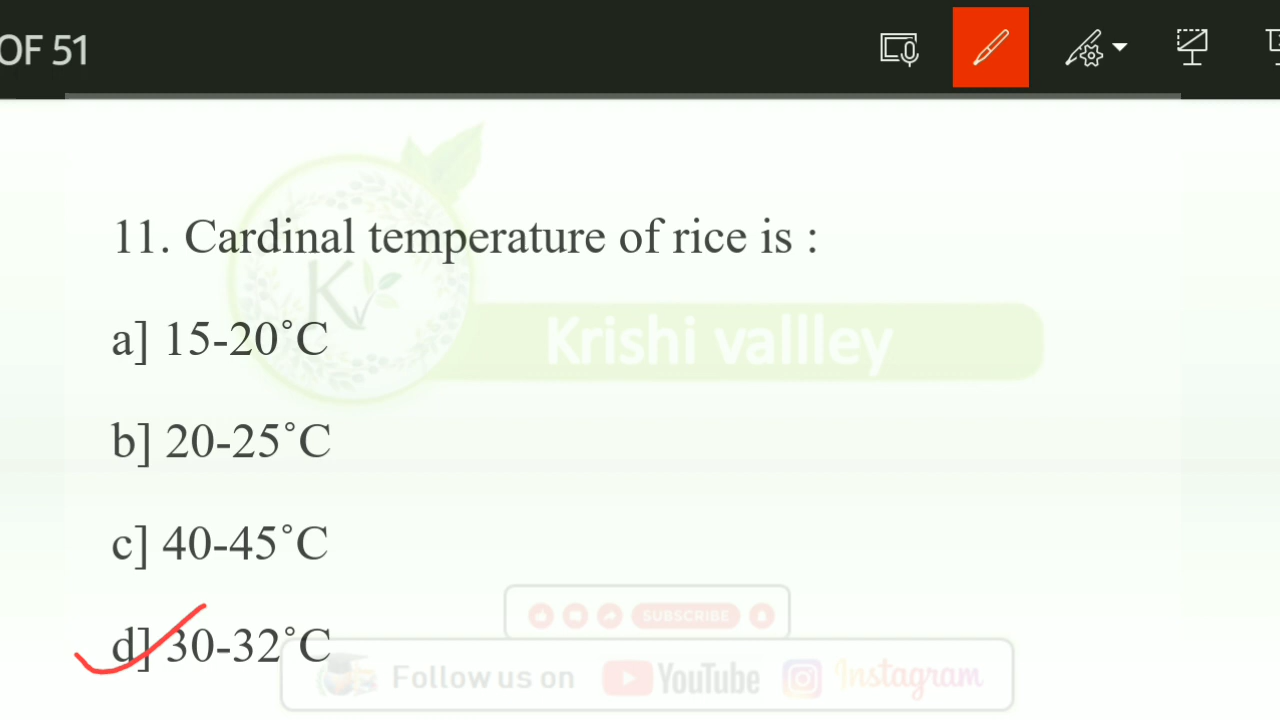 OF 51
11. Cardinal temperature of rice is :
Krishi vallley
a] 15-20˚C
b] 20-25˚C
c] 40-45˚C
SUBSCRIBE
d] 30-32˚C
Follow us on YouTube Instagram